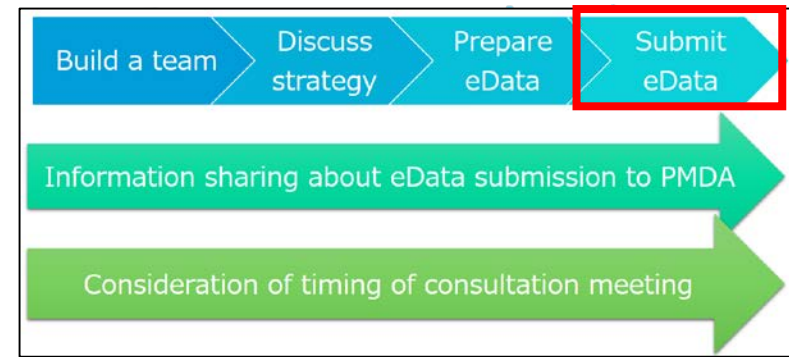 Build a team
Discuss
strategy
Prepare
eData
Submit
eData
Information sharing about eData submission to PMDA
Consideration of timing of consultation meeting